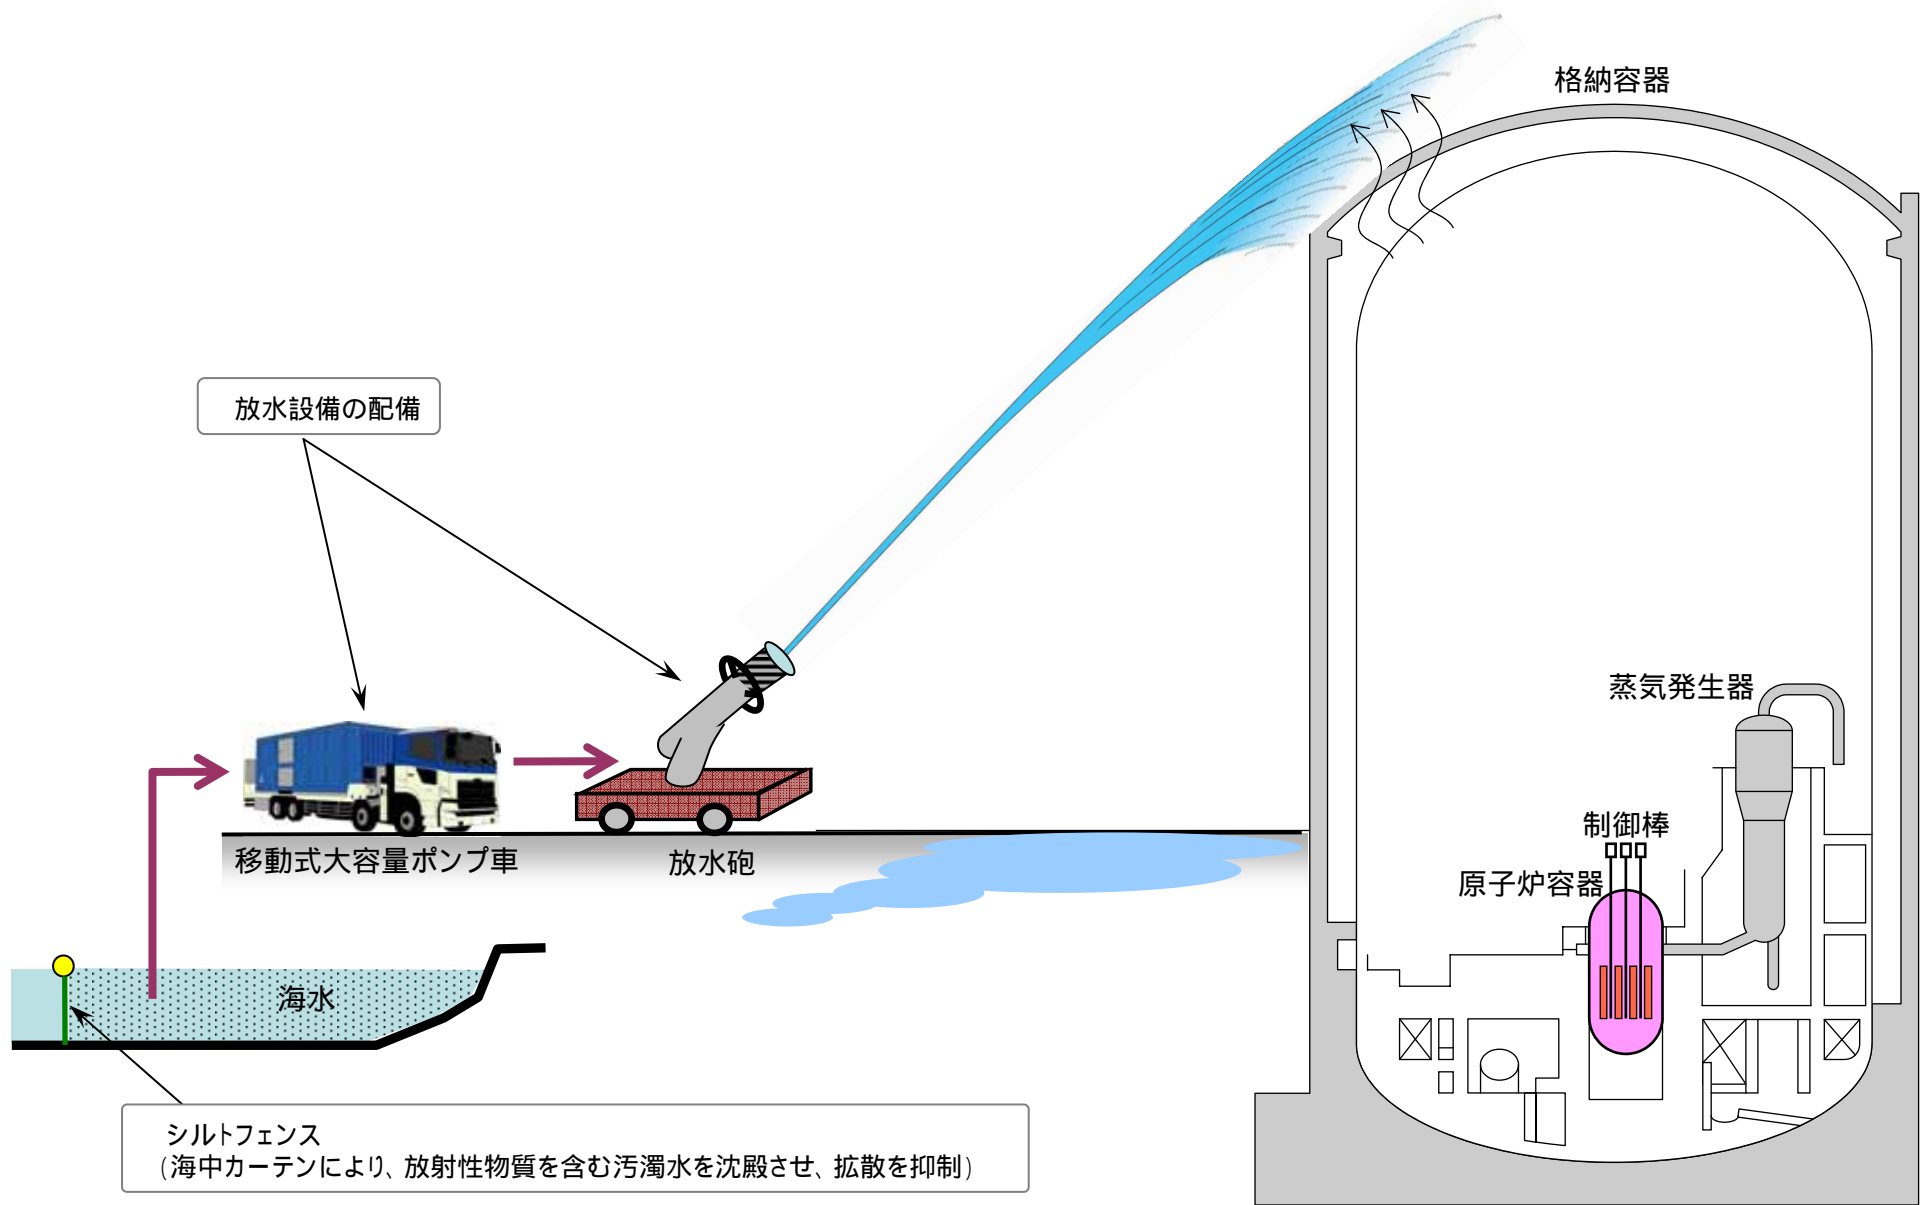 格納容器
放水設備の配備
蒸気発生器
制御棒
原子炉容器
移動式大容量ポンプ車
放水砲
海水
シルトフェンス
(海中カーテンにより、放射性物質を含む汚濁水を沈殿させ、拡散を抑制)